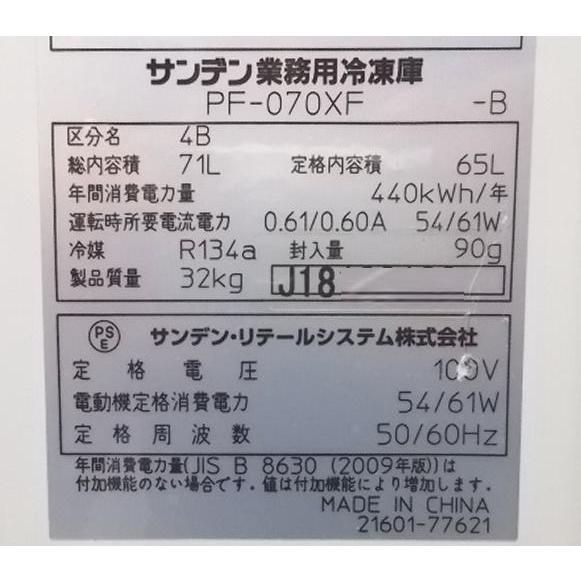 サンデン業務用冷凍庫
PF-070XF -B
区分名 4B
総内容積 71L 定格内容積 65L
年間消費電力量 440kWh/年
運転時所要電流電力 0.61/0.60A 54/61W
冷媒 R134a 封入量 90g
製品質量 32kg J18
PSE サンデン・リテールシステム株式会社
定格電圧 100V
電動機定格消費電力 54/61W
定格周波数 50/60Hz
年間消費電力量(JIS B 8630 (2009年版))は
付加機能のない場合です.値は付加機能により増加します.
MADE IN CHINA
21601-77621